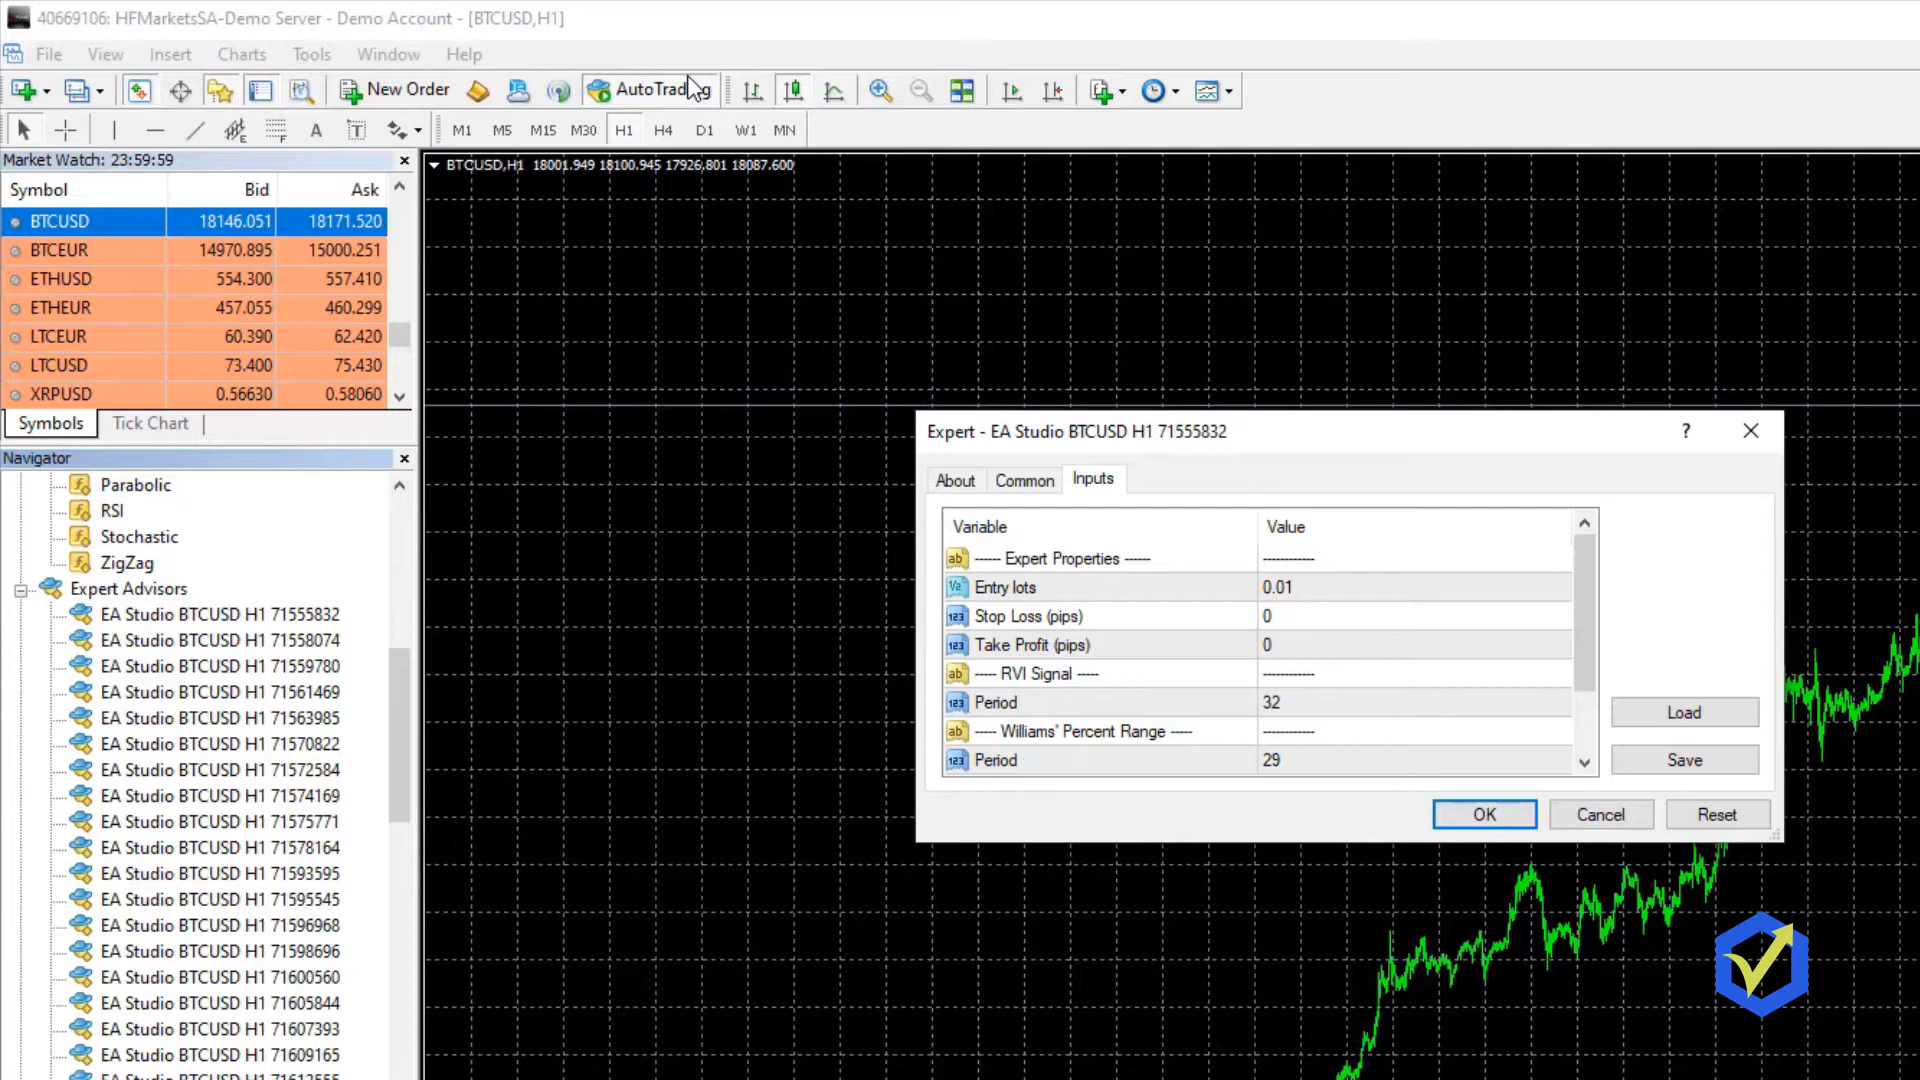 40669106: HFMarketsSA-Demo Server - Demo Account - [BTCUSD,H1]
File View Insert Charts Tools Window Help
New Order AutoTrading
A T M1 M5 M15 M30 H1 H4 D1 W1 MN
Market Watch: 23:59:59
Symbol Bid Ask
BTCUSD 18146.051 18171.520
BTCEUR 14970.895 15000.251
ETHUSD 554.300 557.410
ETHEUR 457.055 460.299
LTCEUR 60.390 62.420
LTCUSD 73.400 75.430
XRPUSD 0.56630 0.58060
Symbols Tick Chart
BTCUSD,H1 18001.949 18100.945 17926.801 18087.600
Navigator
Parabolic
RSI
Stochastic
ZigZag
Expert Advisors
EA Studio BTCUSD H1 71555832
EA Studio BTCUSD H1 71558074
EA Studio BTCUSD H1 71559780
EA Studio BTCUSD H1 71561469
EA Studio BTCUSD H1 71563985
EA Studio BTCUSD H1 71570822
EA Studio BTCUSD H1 71572584
EA Studio BTCUSD H1 71574169
EA Studio BTCUSD H1 71575771
EA Studio BTCUSD H1 71578164
EA Studio BTCUSD H1 71593595
EA Studio BTCUSD H1 71595545
EA Studio BTCUSD H1 71596968
EA Studio BTCUSD H1 71598696
EA Studio BTCUSD H1 71600560
EA Studio BTCUSD H1 71605844
EA Studio BTCUSD H1 71607393
EA Studio BTCUSD H1 71609165
Expert - EA Studio BTCUSD H1 71555832 ?
About Common Inputs
Variable Value
------ Expert Properties ------ ------------
Entry lots 0.01
Stop Loss (pips) 0
Take Profit (pips) 0
----- RVI Signal ----- ------------
Period 32
----- Williams' Percent Range ----- ------------
Period 29
Load
Save
OK Cancel Reset